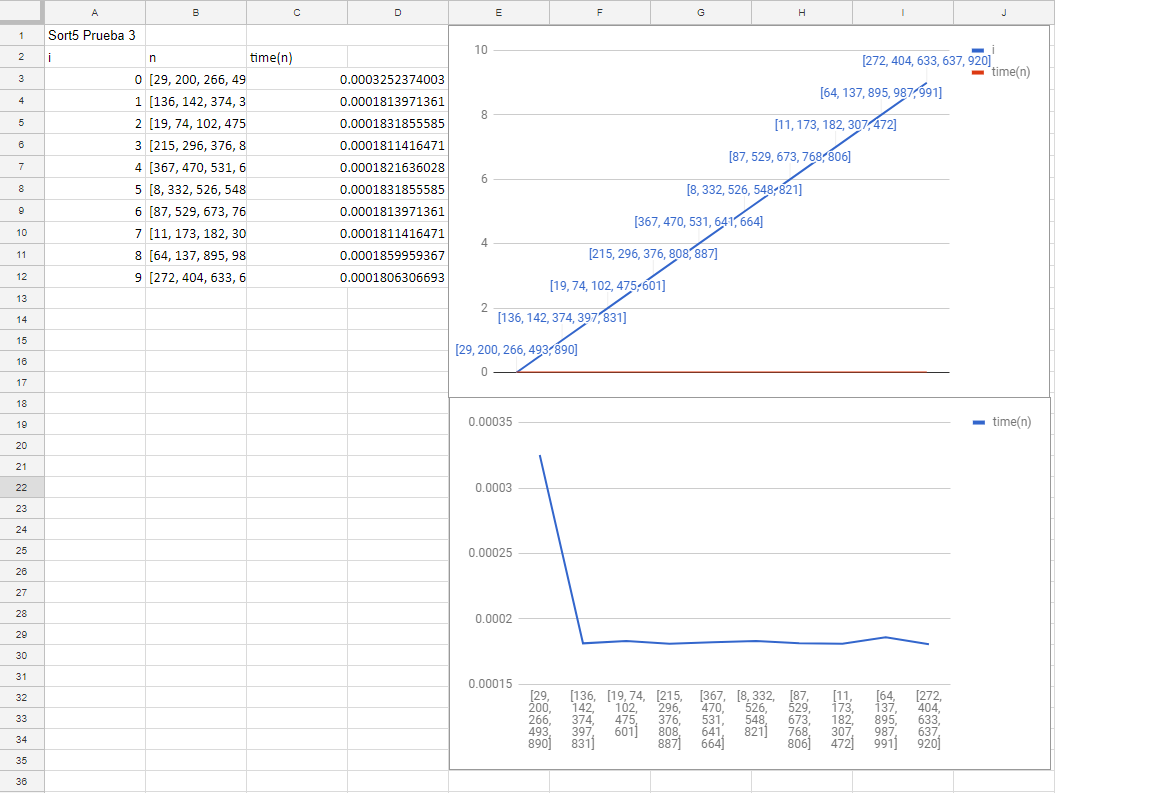 A B C D E F G H I J
1 Sort5 Prueba 3
2 i n time(n)
3 0 [29, 200, 266, 49 0.0003252374003
4 1 [136, 142, 374, 3 0.0001813971361
5 2 [19, 74, 102, 475 0.0001831855585
6 3 [215, 296, 376, 8 0.0001811416471
7 4 [367, 470, 531, 6 0.0001821636028
8 5 [8, 332, 526, 548 0.0001831855585
9 6 [87, 529, 673, 76 0.0001813971361
10 7 [11, 173, 182, 30 0.0001811416471
11 8 [64, 137, 895, 98 0.0001859959367
12 9 [272, 404, 633, 6 0.0001806306693
13
14
15
16
17
18
19
20
21
22
23
24
25
26
27
28
29
30
31
32
33
34
35
36
10
8
6
4
2
0
i
time(n)
[272, 404, 633, 637, 920]
[64, 137, 895, 987, 991]
[11, 173, 182, 307, 472]
[87, 529, 673, 768, 806]
[8, 332, 526, 548, 821]
[367, 470, 531, 641, 664]
[215, 296, 376, 808, 887]
[19, 74, 102, 475, 601]
[136, 142, 374, 397, 831]
[29, 200, 266, 493, 890]
0.00035
0.0003
0.00025
0.0002
0.00015
time(n)
[29, 200, 266, 493, 890]
[136, 142, 374, 397, 831]
[19, 74, 102, 475, 601]
[215, 296, 376, 808, 887]
[367, 470, 531, 641, 664]
[8, 332, 526, 548, 821]
[87, 529, 673, 768, 806]
[11, 173, 182, 307, 472]
[64, 137, 895, 987, 991]
[272, 404, 633, 637, 920]